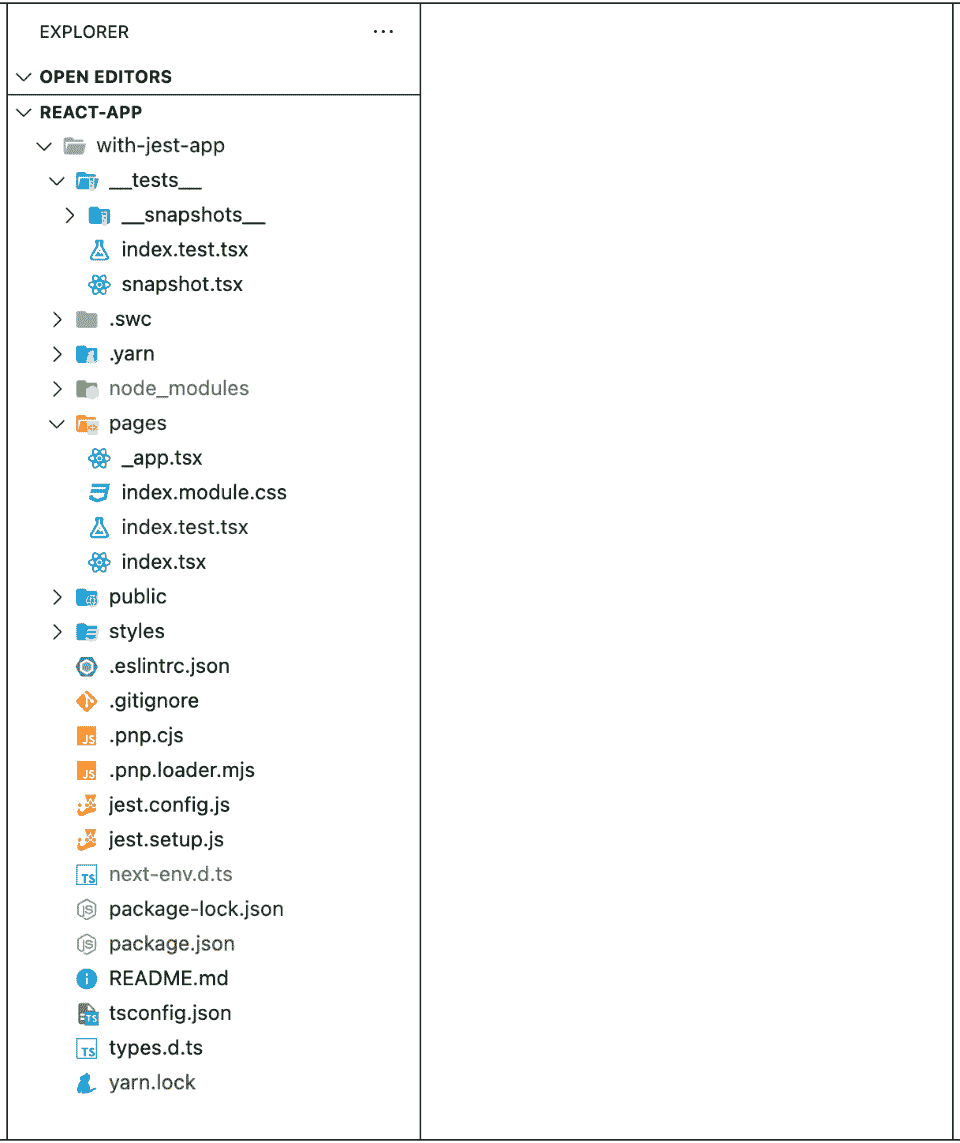 EXPLORER ...
OPEN EDITORS
REACT-APP
with-jest-app
__tests__
__snapshots__
index.test.tsx
snapshot.tsx
.swc
.yarn
node_modules
pages
_app.tsx
index.module.css
index.test.tsx
index.tsx
public
styles
.eslintrc.json
.gitignore
JS .pnp.cjs
JS .pnp.loader.mjs
jest.config.js
jest.setup.js
TS next-env.d.ts
JS package-lock.json
JS package.json
i README.md
TS tsconfig.json
TS types.d.ts
yarn.lock